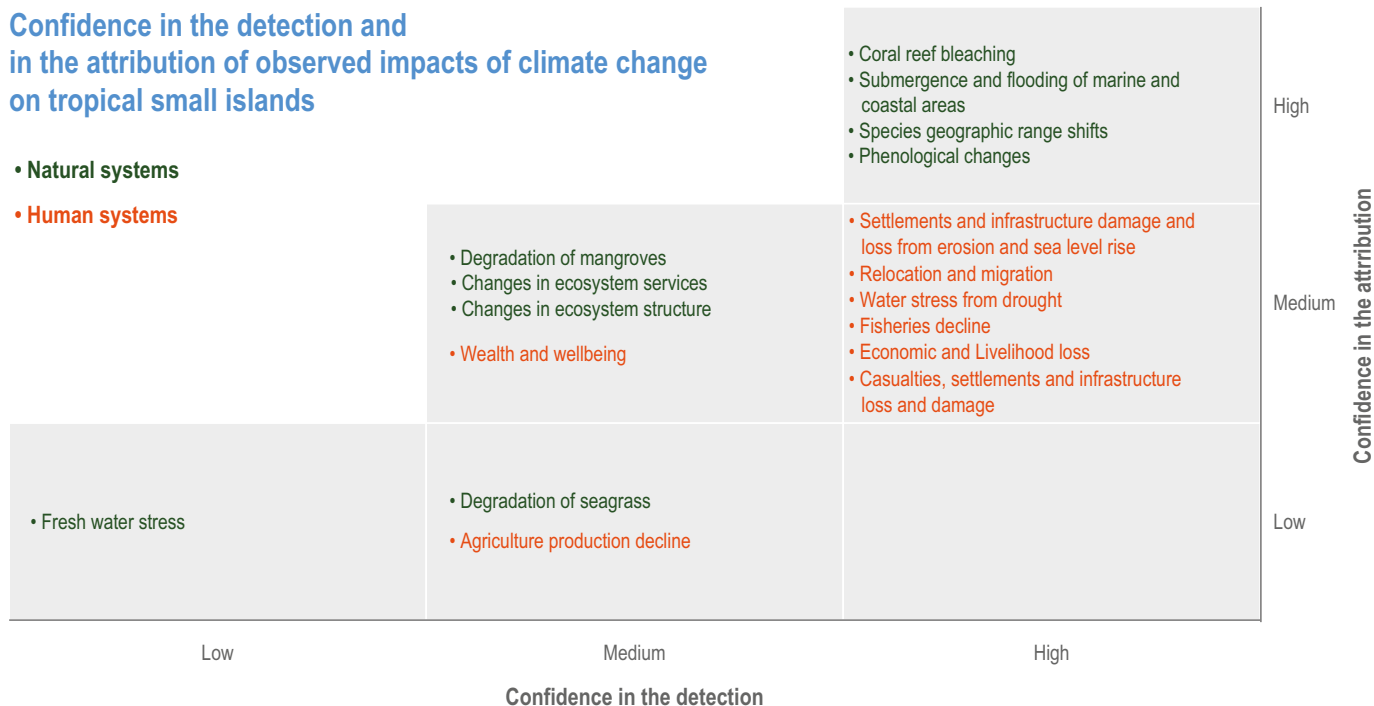 Confidence in the detection and
in the attribution of observed impacts of climate change
on tropical small islands
• Natural systems
• Human systems
• Coral reef bleaching
• Submergence and flooding of marine and
coastal areas
• Species geographic range shifts
• Phenological changes
High
• Degradation of mangroves
• Changes in ecosystem services
• Changes in ecosystem structure
• Wealth and wellbeing
• Settlements and infrastructure damage and
loss from erosion and sea level rise
• Relocation and migration
• Water stress from drought
• Fisheries decline
• Economic and Livelihood loss
• Casualties, settlements and infrastructure
loss and damage
Medium
• Fresh water stress
• Degradation of seagrass
• Agriculture production decline
Low
Confidence in the attrribution
Low
Medium
High
Confidence in the detection